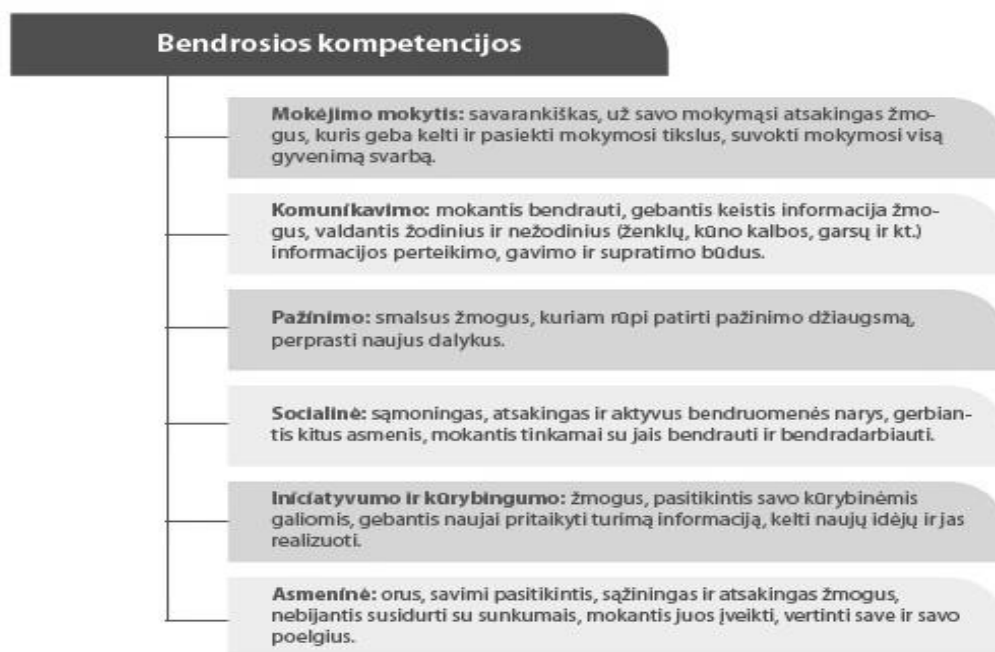 Bendrosios kompetencijos
Mokėjimo mokytis: savarankiškas, už savo mokymąsi atsakingas žmo-
gus, kuris geba kelti ir pasiekti mokymosi tikslus, suvokti mokymosi visą
gyvenimą svarbą.
Komunikavimo: mokantis bendrauti, gebantis keistis informacija žmo-
gus, valdantis žodinius ir nežodinius (ženklų, kūno kalbos, garsų ir kt.)
informacijos perteikimo, gavimo ir supratimo būdus.
Pažinimo: smalsus žmogus, kuriam rūpi patirti pažinimo džiaugsmą,
perprasti naujus dalykus.
Socialinė: sąmoningas, atsakingas ir aktyvus bendruomenės narys, gerbian-
tis kitus asmenis, mokantis tinkamai su jais bendrauti ir bendradarbiauti.
Iniciatyvumo ir kūrybingumo: žmogus, pasitikintis savo kūrybinėmis
galiomis, gebantis naujai pritaikyti turimą informaciją, kelti naujų idėjų ir jas
realizuoti.
Asmeninė: orus, savimi pasitikintis, sąžiningas ir atsakingas žmogus,
nebijantis susidurti su sunkumais, mokantis juos įveikti, vertinti save ir savo
poelgius.